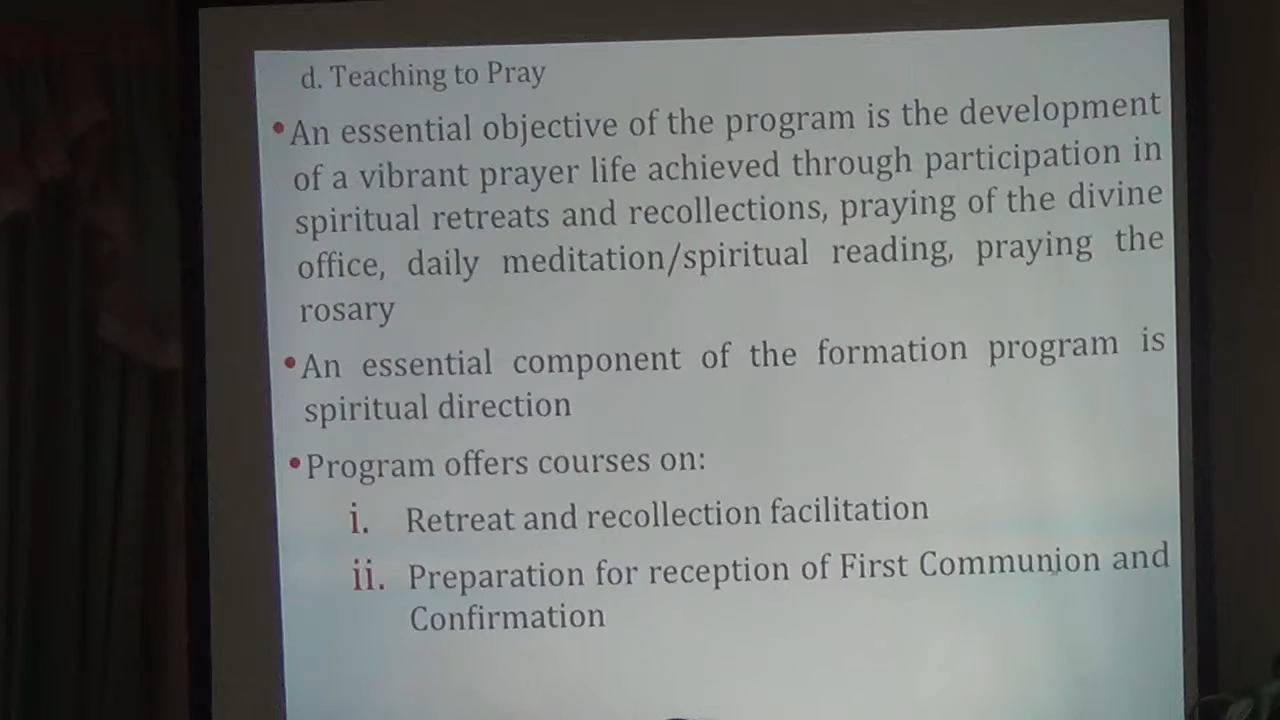 d. Teaching to Pray
•An essential objective of the program is the development
of a vibrant prayer life achieved through participation in
spiritual retreats and recollections, praying of the divine
office, daily meditation/spiritual reading, praying the
rosary
•An essential component of the formation program is
spiritual direction
•Program offers courses on:
i. Retreat and recollection facilitation
ii. Preparation for reception of First Communion and
Confirmation